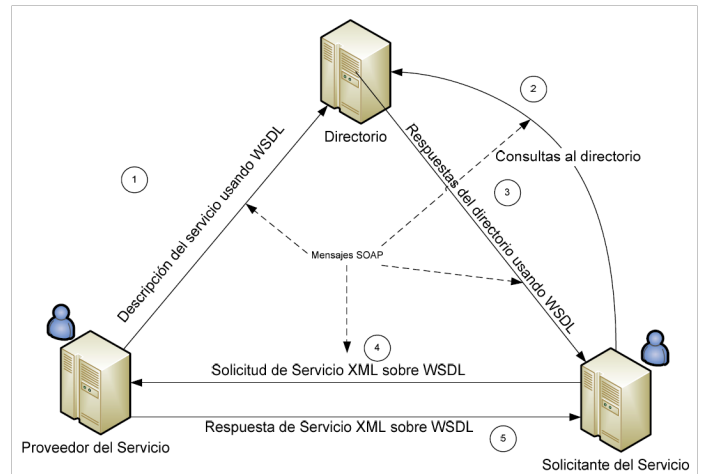 2
Directorio
Consultas al directorio
1
Descripción del servicio usando WSDL
Respuestas del directorio usando WSDL
3
Mensajes SOAP
4
Solicitud de Servicio XML sobre WSDL
Respuesta de Servicio XML sobre WSDL
5
Proveedor del Servicio
Solicitante del Servicio